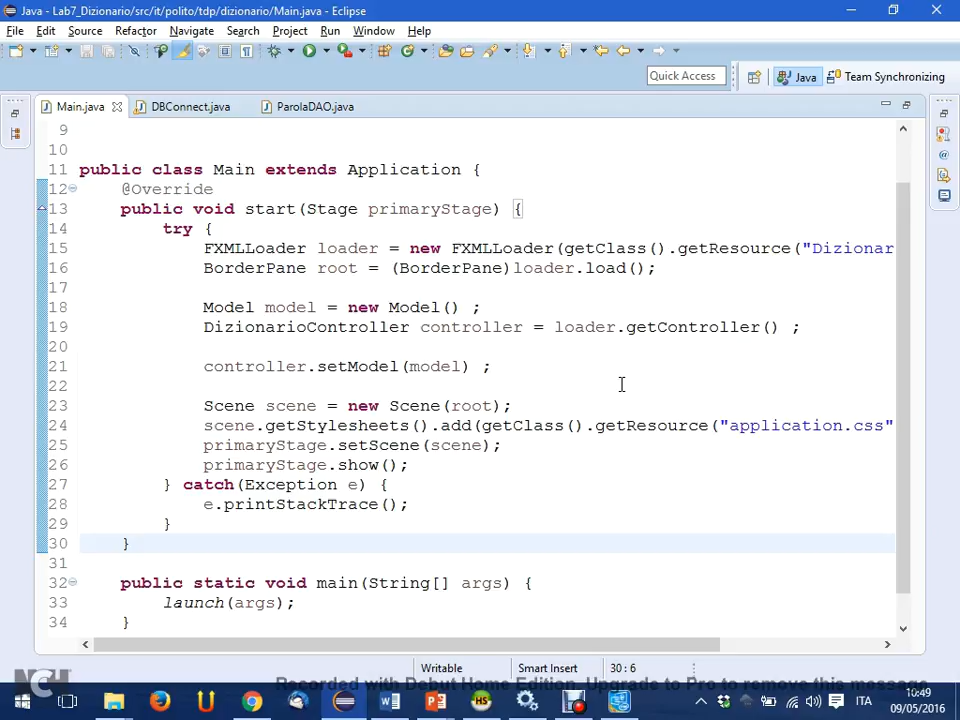 Java - Lab7_Dizionario/src/it/polito/tdp/dizionario/Main.java - Eclipse
File Edit Source Refactor Navigate Search Project Run Window Help
Quick Access
Java
Team Synchronizing
Main.java DBConnect.java ParolaDAO.java
9
10
11 public class Main extends Application {
12 @Override
13 public void start(Stage primaryStage) {
14 try {
15 FXMLLoader loader = new FXMLLoader(getClass().getResource("Dizionar
16 BorderPane root = (BorderPane)loader.load();
17
18 Model model = new Model() ;
19 DizionarioController controller = loader.getController() ;
20
21 controller.setModel(model) ;
22
23 Scene scene = new Scene(root);
24 scene.getStylesheets().add(getClass().getResource("application.css"
25 primaryStage.setScene(scene);
26 primaryStage.show();
27 } catch(Exception e) {
28 e.printStackTrace();
29 }
30 }
31
32 public static void main(String[] args) {
33 launch(args);
34 }
Writable Smart Insert 30 : 6
NCH
Recorded with Debut Home Edition. Upgrade to Pro to remove this message
HS
ITA
10:49
09/05/2016